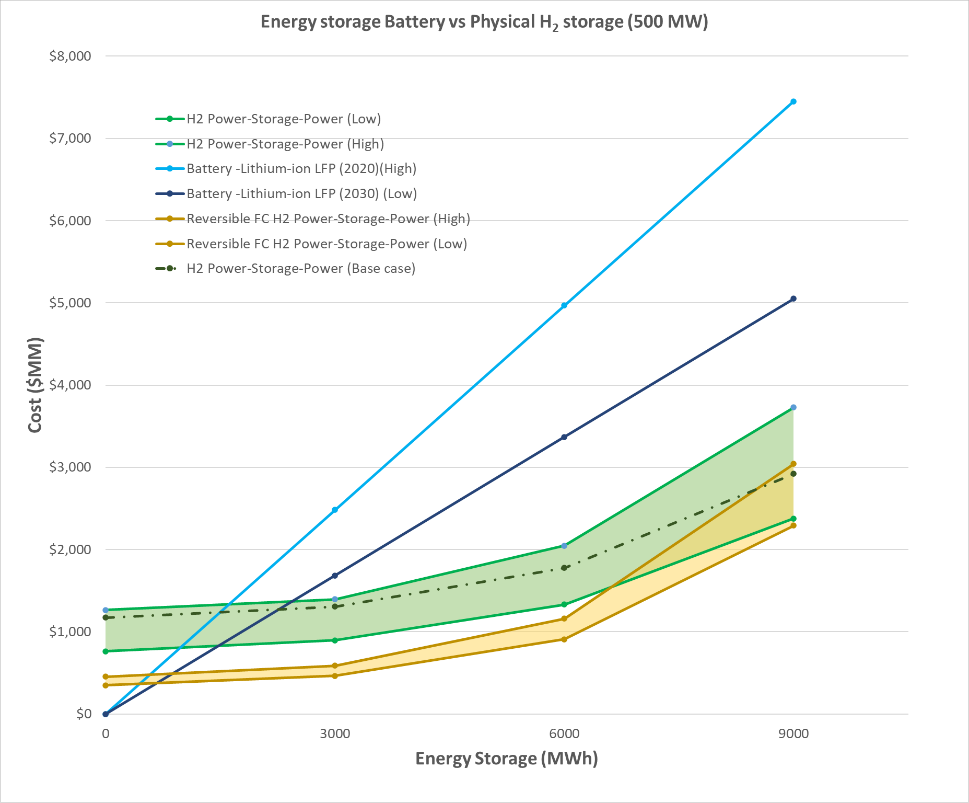 Energy storage Battery vs Physical H2 storage (500 MW)
$8,000
$7,000
$6,000
$5,000
$4,000
$3,000
$2,000
$1,000
$0
Cost ($MM)
H2 Power-Storage-Power (Low)
H2 Power-Storage-Power (High)
Battery -Lithium-ion LFP (2020)(High)
Battery -Lithium-ion LFP (2030) (Low)
Reversible FC H2 Power-Storage-Power (High)
Reversible FC H2 Power-Storage-Power (Low)
H2 Power-Storage-Power (Base case)
0 3000 6000 9000
Energy Storage (MWh)